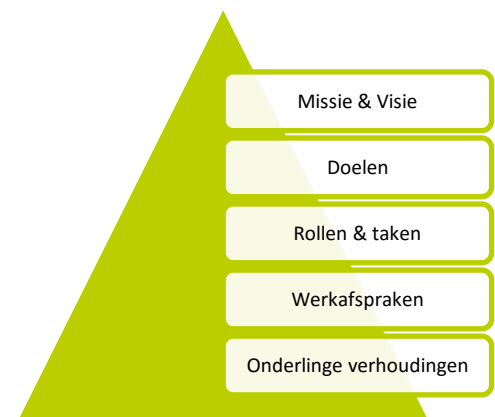 Missie & Visie
Doelen
Rollen & taken
Werkafspraken
Onderlinge verhoudingen